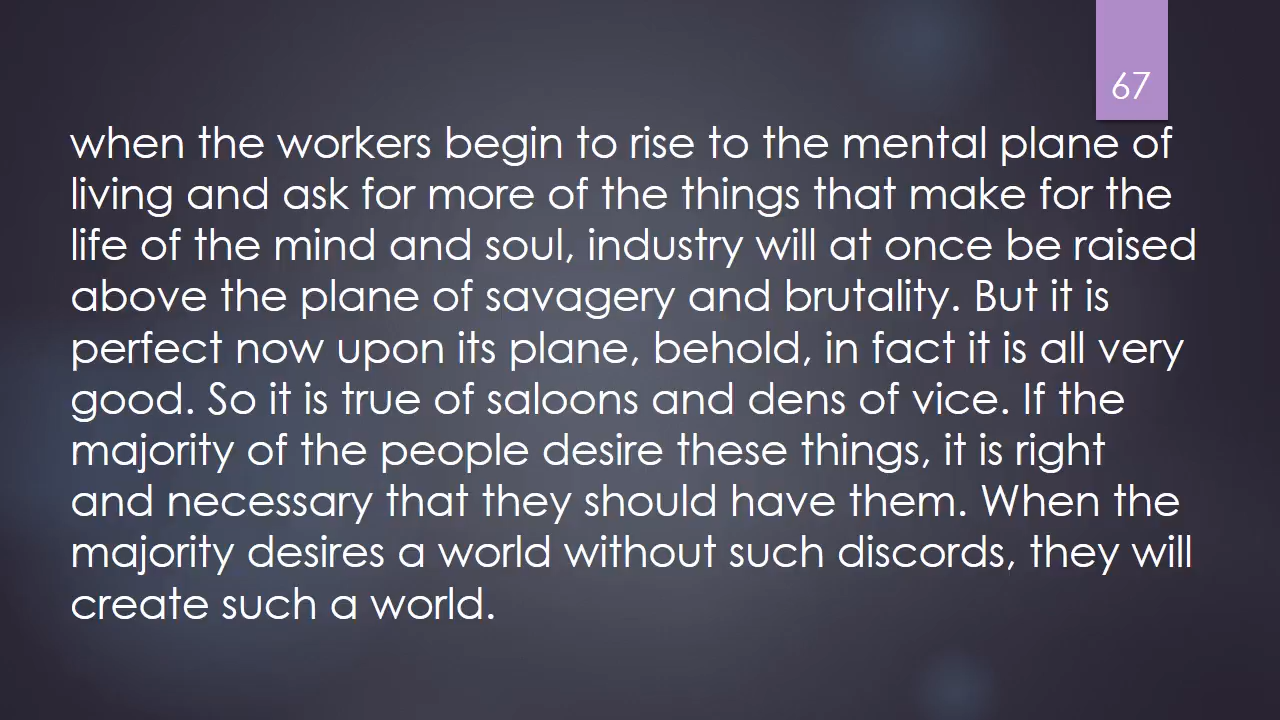 67
when the workers begin to rise to the mental plane of
living and ask for more of the things that make for the
life of the mind and soul, industry will at once be raised
above the plane of savagery and brutality. But it is
perfect now upon its plane, behold, in fact it is all very
good. So it is true of saloons and dens of vice. If the
majority of the people desire these things, it is right
and necessary that they should have them. When the
majority desires a world without such discords, they will
create such a world.